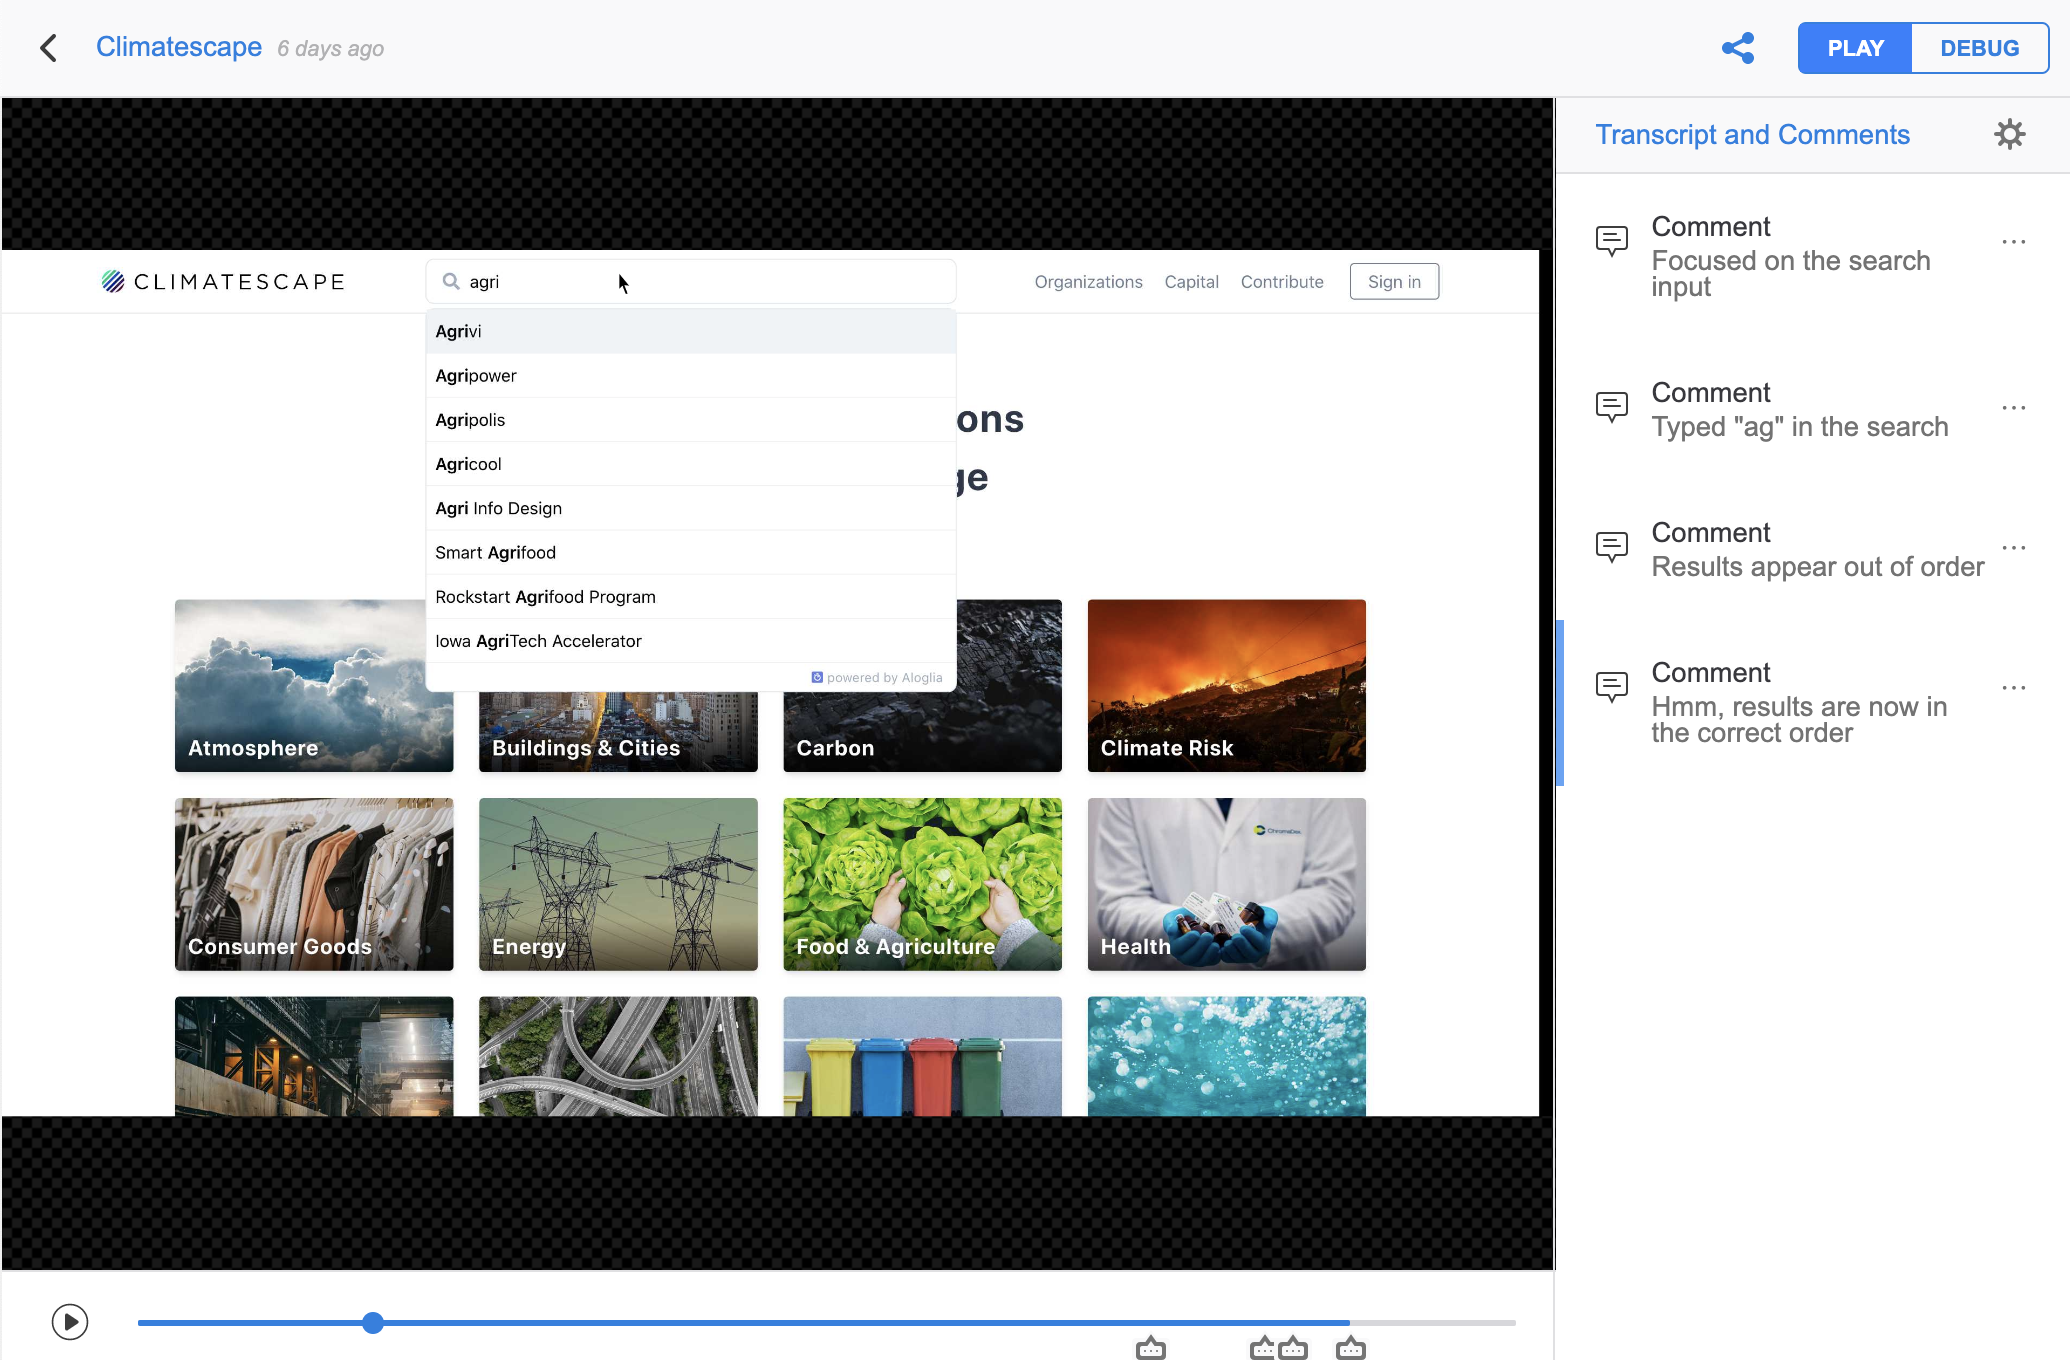 Climatescape 6 days ago
PLAY DEBUG
CLIMATESCAPE
agri
Organizations Capital Contribute Sign in
Agrivi
Agripower
Agripolis
Agricool
Agri Info Design
Smart Agrifood
Rockstart Agrifood Program
Iowa AgriTech Accelerator
powered by Aloglia
ons
ge
Atmosphere
Buildings & Cities
Carbon
Climate Risk
Consumer Goods
Energy
Food & Agriculture
Health
ChromaDex
Transcript and Comments
Comment
Focused on the search
input
Comment
Typed "ag" in the search
Comment
Results appear out of order
Comment
Hmm, results are now in
the correct order